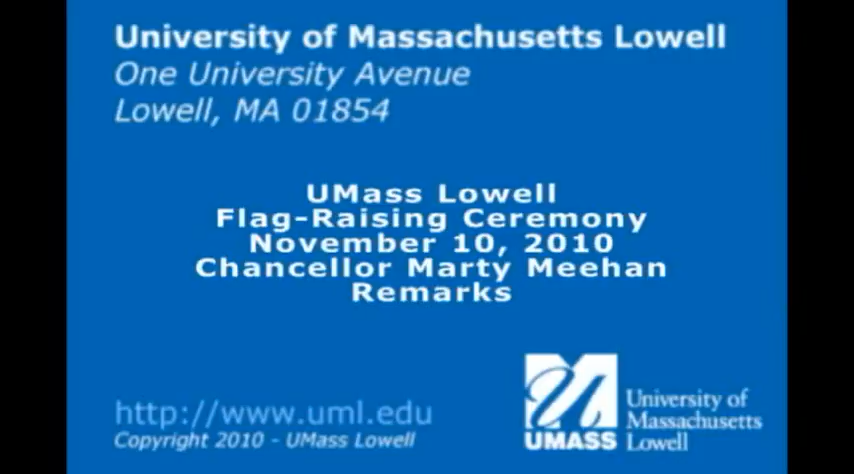 University of Massachusetts Lowell
One University Avenue
Lowell, MA 01854
UMass Lowell
Flag-Raising Ceremony
November 10, 2010
Chancellor Marty Meehan
Remarks
http://www.uml.edu
Copyright 2010 - UMass Lowell
UMASS
University of
Massachusetts
Lowell